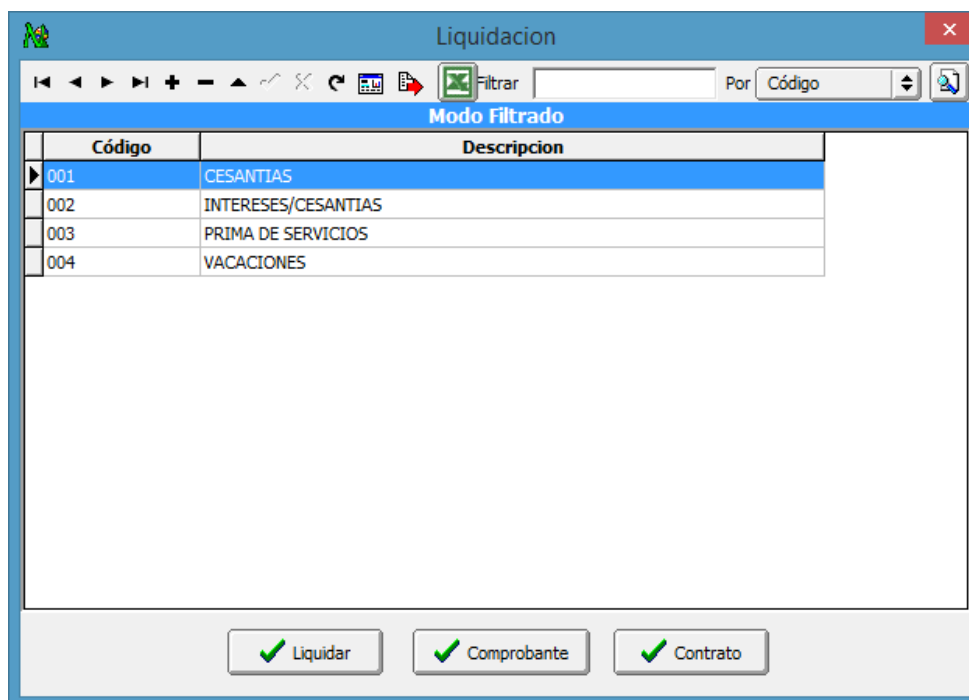 Liquidacion
Filtrar Por Código
Modo Filtrado
Código Descripcion
001 CESANTIAS
002 INTERESES/CESANTIAS
003 PRIMA DE SERVICIOS
004 VACACIONES
Liquidar Comprobante Contrato